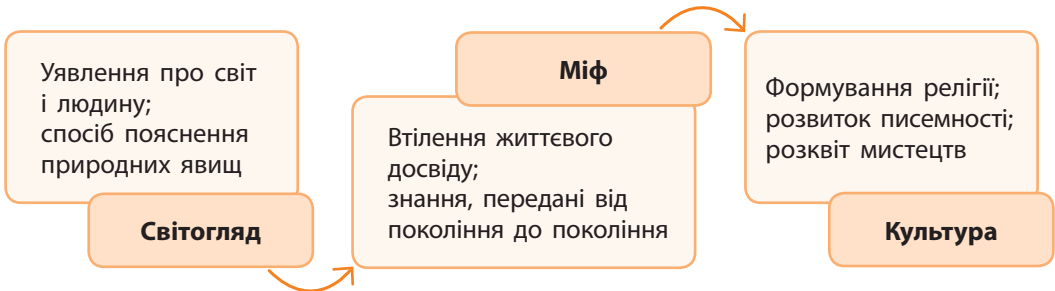 Уявлення про світ
і людину;
спосіб пояснення
природних явищ
Світогляд
Міф
Втілення життєвого
досвіду;
знання, передані від
покоління до покоління
Формування релігії;
розвиток писемності;
розквіт мистецтв
Культура